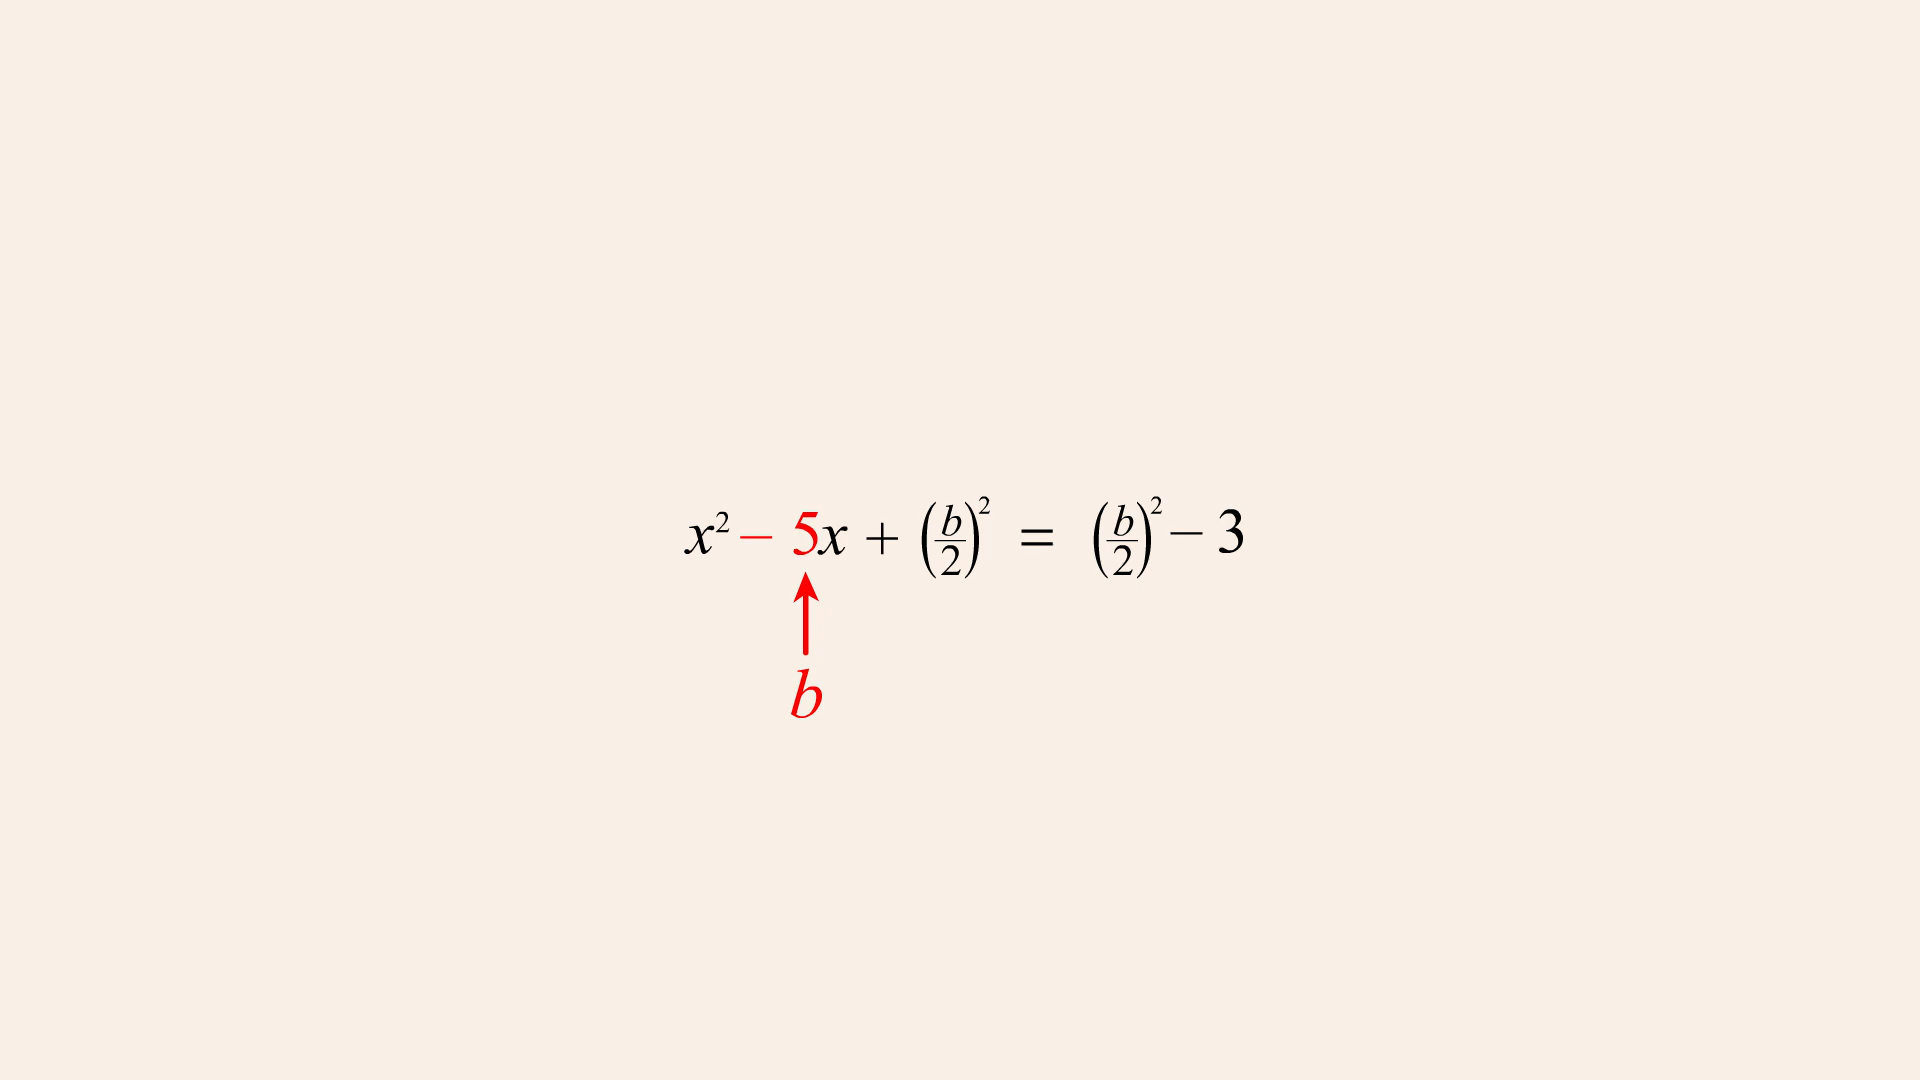 x² − 5x + (b/2)² = (b/2)² − 3
b